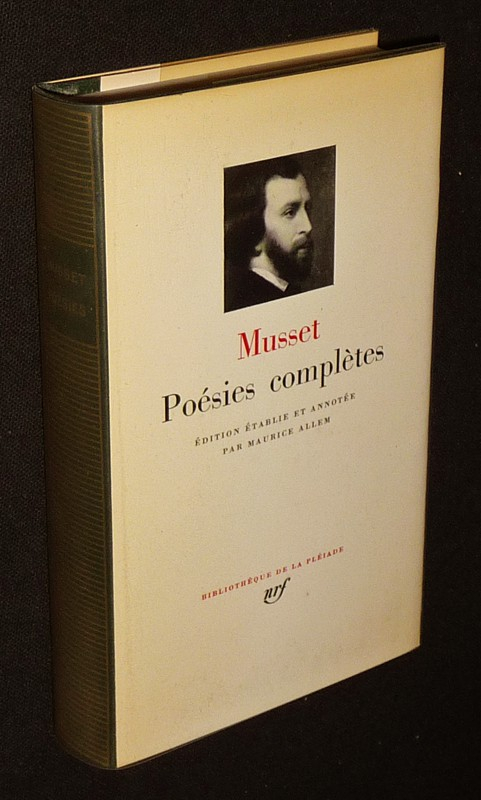 Musset
Poésies complètes
ÉDITION ÉTABLIE ET ANNOTÉE
PAR MAURICE ALLEM
BIBLIOTHÈQUE DE LA PLÉIADE
nrf